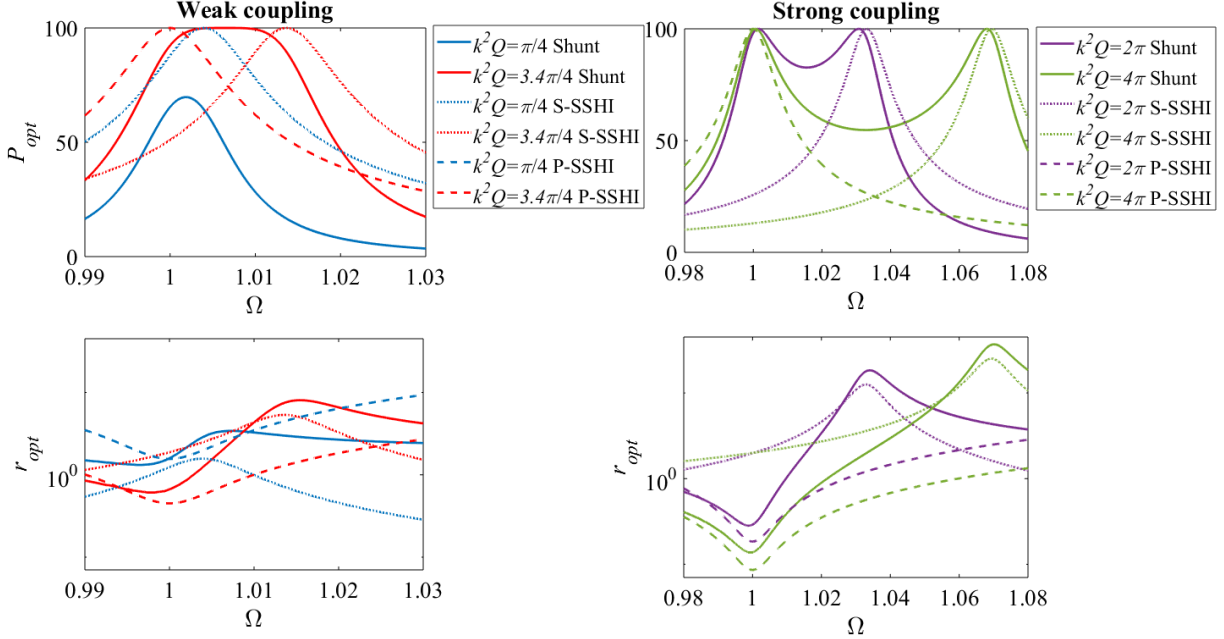 Weak coupling
100
50
0
P_opt
0.99
1
1.01
1.02
1.03
Ω
k²Q=π/4 Shunt
k²Q=3.4π/4 Shunt
k²Q=π/4 S-SSHI
k²Q=3.4π/4 S-SSHI
k²Q=π/4 P-SSHI
k²Q=3.4π/4 P-SSHI
Strong coupling
100
50
0
P_opt
0.98
1
1.02
1.04
1.06
1.08
Ω
k²Q=2π Shunt
k²Q=4π Shunt
k²Q=2π S-SSHI
k²Q=4π S-SSHI
k²Q=2π P-SSHI
k²Q=4π P-SSHI
r_opt
10⁰
0.99
1
1.01
1.02
1.03
Ω
r_opt
10⁰
0.98
1
1.02
1.04
1.06
1.08
Ω